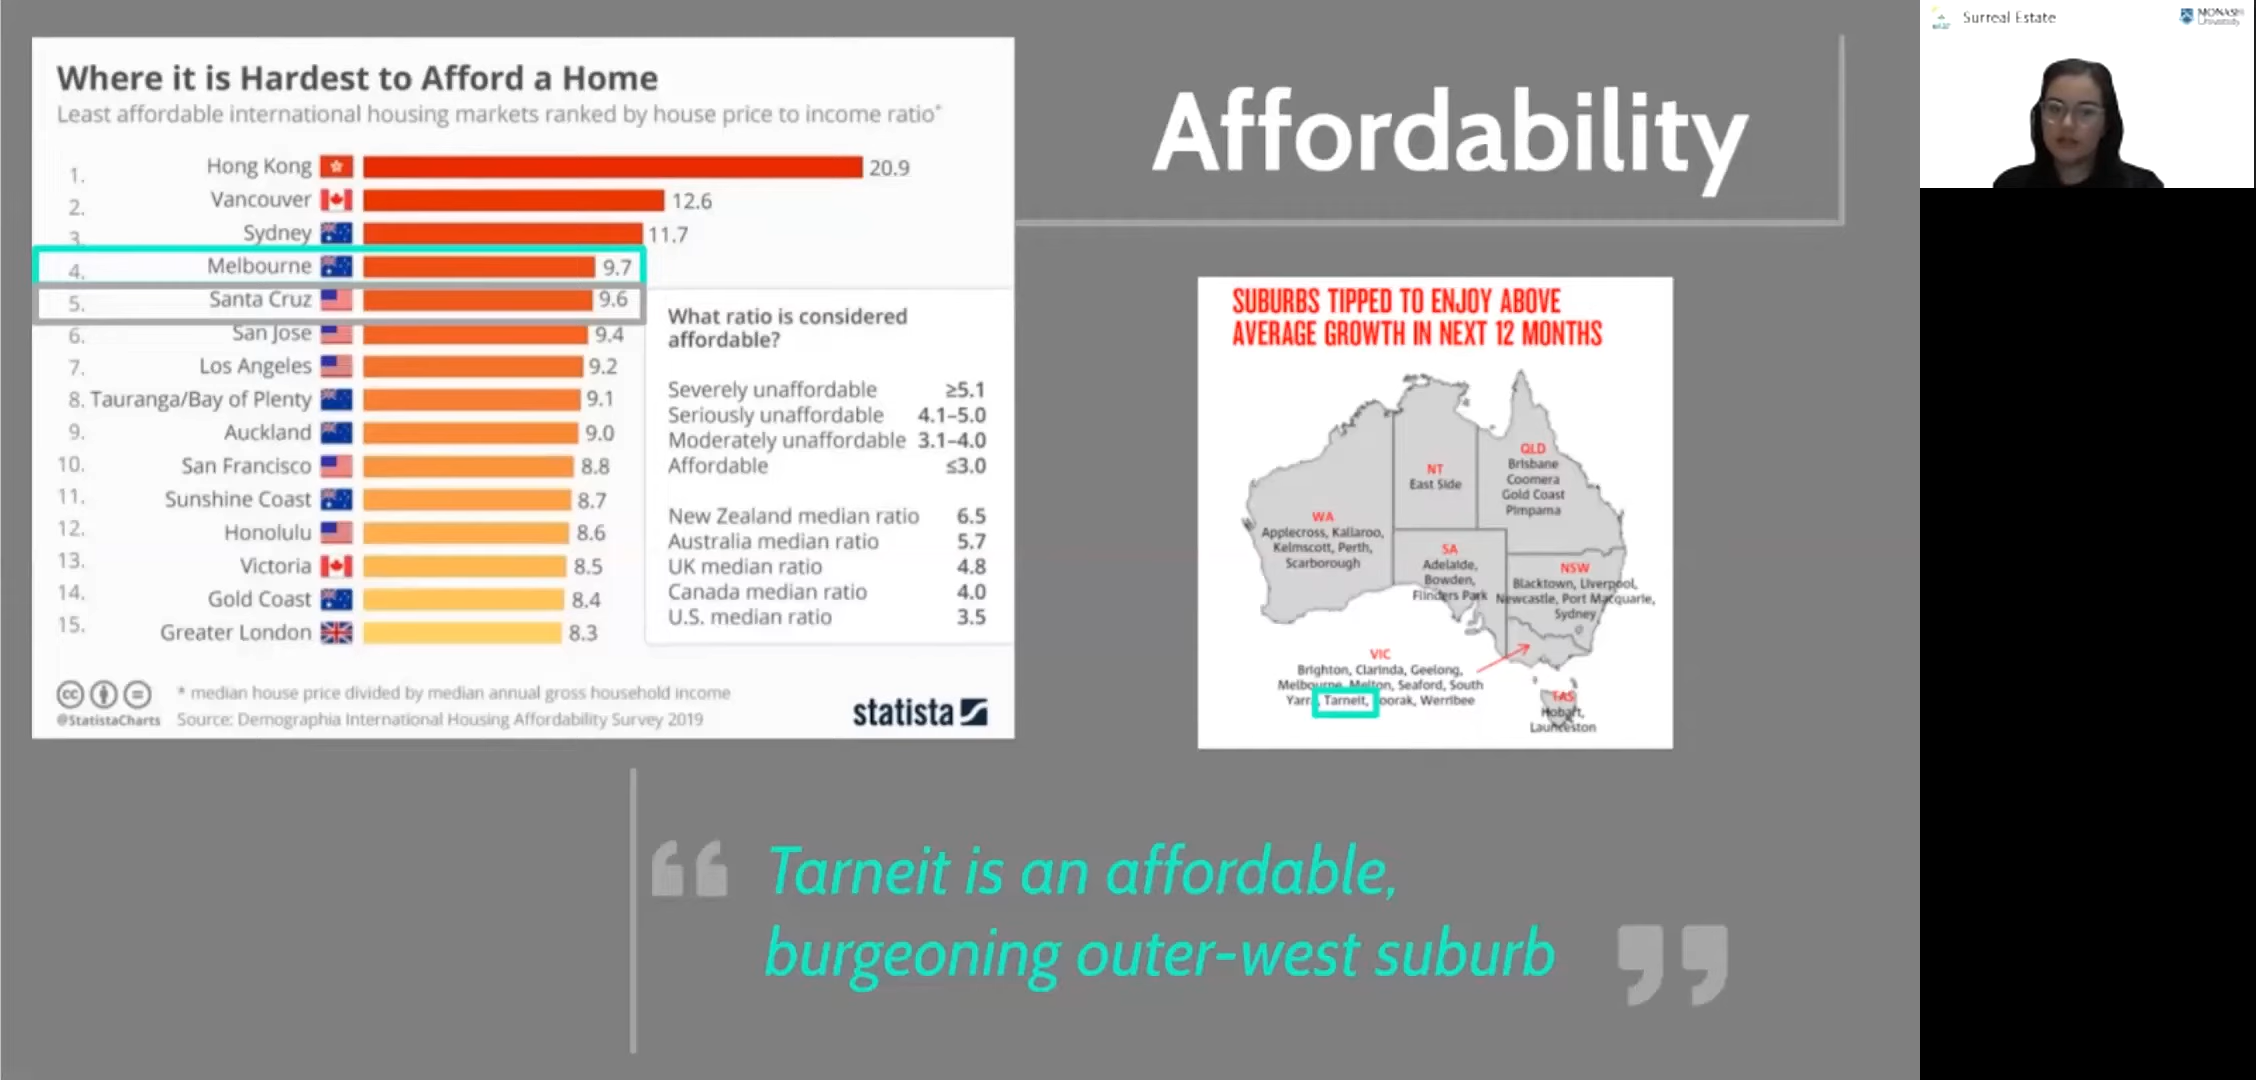 Where it is Hardest to Afford a Home
Least affordable international housing markets ranked by house price to income ratio*
1. Hong Kong 20.9
2. Vancouver 12.6
3. Sydney 11.7
4. Melbourne 9.7
5. Santa Cruz 9.6
6. San Jose 9.4
7. Los Angeles 9.2
8. Tauranga/Bay of Plenty 9.1
9. Auckland 9.0
10. San Francisco 8.8
11. Sunshine Coast 8.7
12. Honolulu 8.6
13. Victoria 8.5
14. Gold Coast 8.4
15. Greater London 8.3
What ratio is considered
affordable?
Severely unaffordable ≥5.1
Seriously unaffordable 4.1–5.0
Moderately unaffordable 3.1–4.0
Affordable ≤3.0
New Zealand median ratio 6.5
Australia median ratio 5.7
UK median ratio 4.8
Canada median ratio 4.0
U.S. median ratio 3.5
cc
* median house price divided by median annual gross household income
@StatistaCharts Source: Demographia International Housing Affordability Survey 2019
statista
Affordability
SUBURBS TIPPED TO ENJOY ABOVE
AVERAGE GROWTH IN NEXT 12 MONTHS
WA
Applecross, Kallaroo,
Kelmscott, Perth,
Scarborough
NT
East Side
QLD
Brisbane
Coomera
Gold Coast
Pimpama
SA
Adelaide,
Bowden,
Flinders Park
NSW
Blacktown, Liverpool,
Newcastle, Port Macquarie,
Sydney
VIC
Brighton, Clarinda, Geelong,
Melbourne, Melton, Seaford, South
Yarr, Tarneit, oorak, Werribee
TAS
Hobart,
Launceston
“ Tarneit is an affordable,
burgeoning outer-west suburb ”
Surreal Estate
MONASH
University